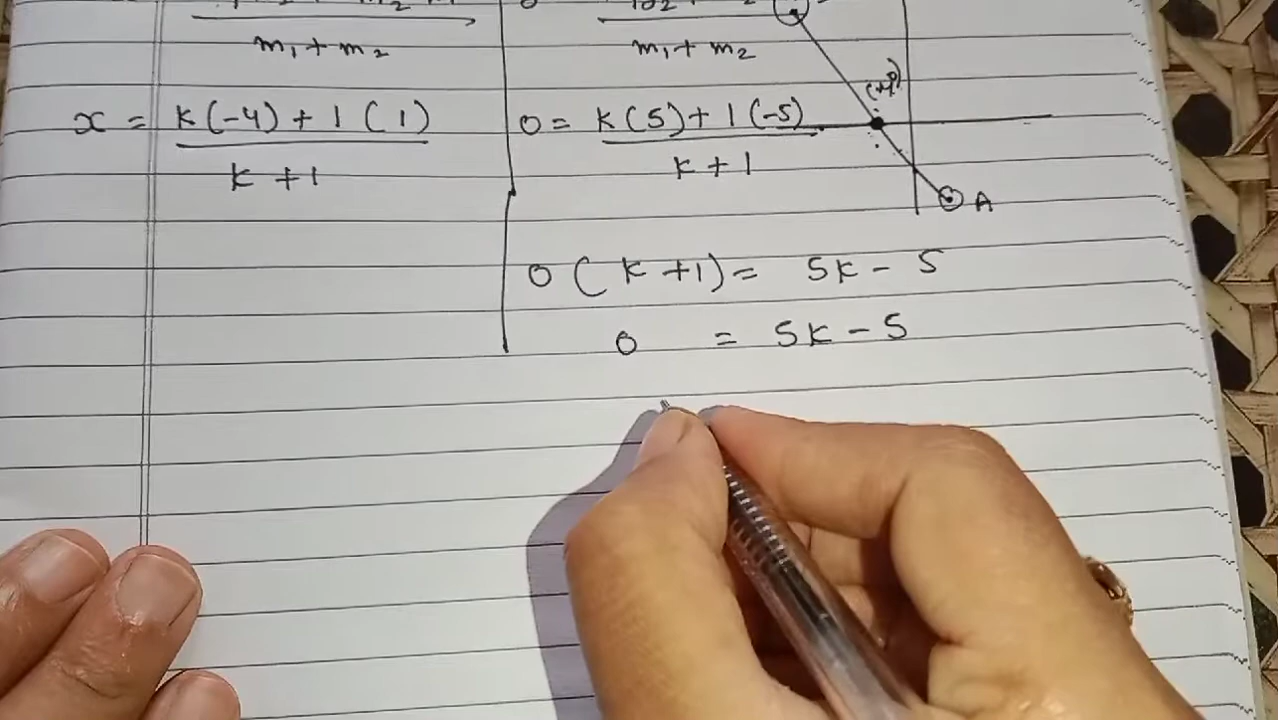 m₁ + m₂
x = k(-4) + 1 ( 1 )
k + 1
m₁ + m₂
0 = k(5) + 1(-5)
k + 1
A
0 ( k + 1) = 5k - 5
0 = 5k - 5